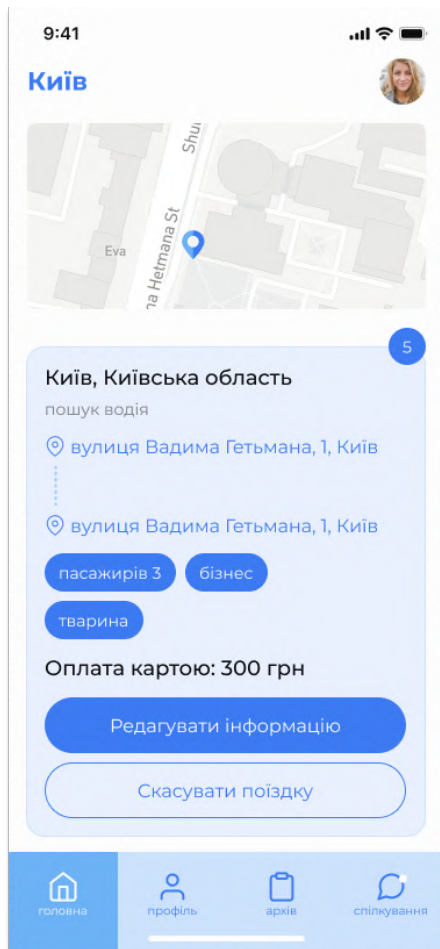 9:41
Київ
Shu
Eva
na Hetmana St
5
Київ, Київська область
пошук водія
вулиця Вадима Гетьмана, 1, Київ
вулиця Вадима Гетьмана, 1, Київ
пасажирів 3 бізнес
тварина
Оплата картою: 300 грн
Редагувати інформацію
Скасувати поїздку
головна профіль архів спілкування